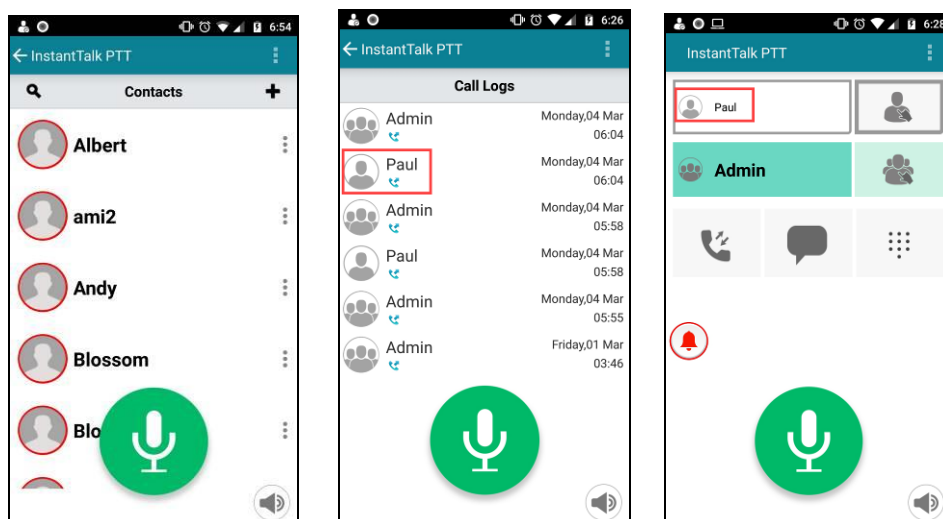 6:54
InstantTalk PTT
Contacts
Albert
ami2
Andy
Blossom
Blo
6:26
InstantTalk PTT
Call Logs
Admin Monday,04 Mar
06:04
Paul Monday,04 Mar
06:04
Admin Monday,04 Mar
05:58
Paul Monday,04 Mar
05:58
Admin Monday,04 Mar
05:55
Admin Friday,01 Mar
03:46
6:28
InstantTalk PTT
Paul
Admin